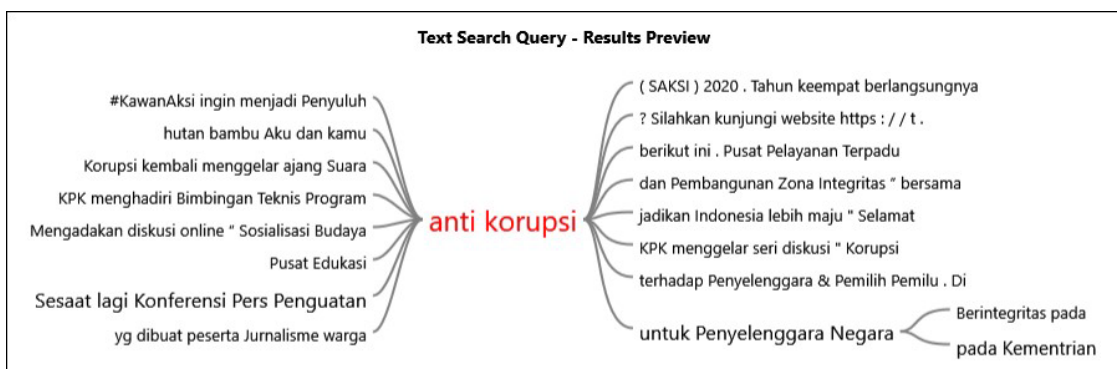 Text Search Query - Results Preview
#KawanAksi ingin menjadi Penyuluh
hutan bambu Aku dan kamu
Korupsi kembali menggelar ajang Suara
KPK menghadiri Bimbingan Teknis Program
Mengadakan diskusi online “ Sosialisasi Budaya
Pusat Edukasi
Sesaat lagi Konferensi Pers Penguatan
yg dibuat peserta Jurnalisme warga
anti korupsi
( SAKSI ) 2020 . Tahun keempat berlangsungnya
? Silahkan kunjungi website https : / / t .
berikut ini . Pusat Pelayanan Terpadu
dan Pembangunan Zona Integritas ” bersama
jadikan Indonesia lebih maju " Selamat
KPK menggelar seri diskusi " Korupsi
terhadap Penyelenggara & Pemilih Pemilu . Di
untuk Penyelenggara Negara
Berintegritas pada
pada Kementrian